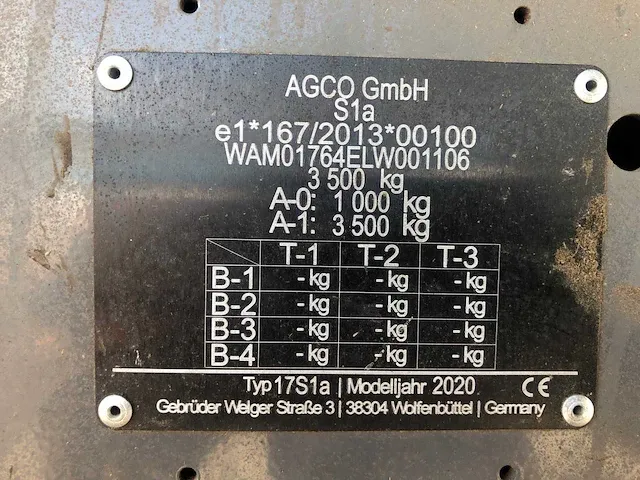 AGCO GmbH
S1a
e1*167/2013*00100
WAM01764ELW001106
3 500 kg
A-0: 1 000 kg
A-1: 3 500 kg
T-1 T-2 T-3
B-1 - kg - kg - kg
B-2 - kg - kg - kg
B-3 - kg - kg - kg
B-4 - kg - kg - kg
Typ 17S1a | Modelljahr 2020 CE
Gebrüder Welger Straße 3 | 38304 Wolfenbüttel | Germany